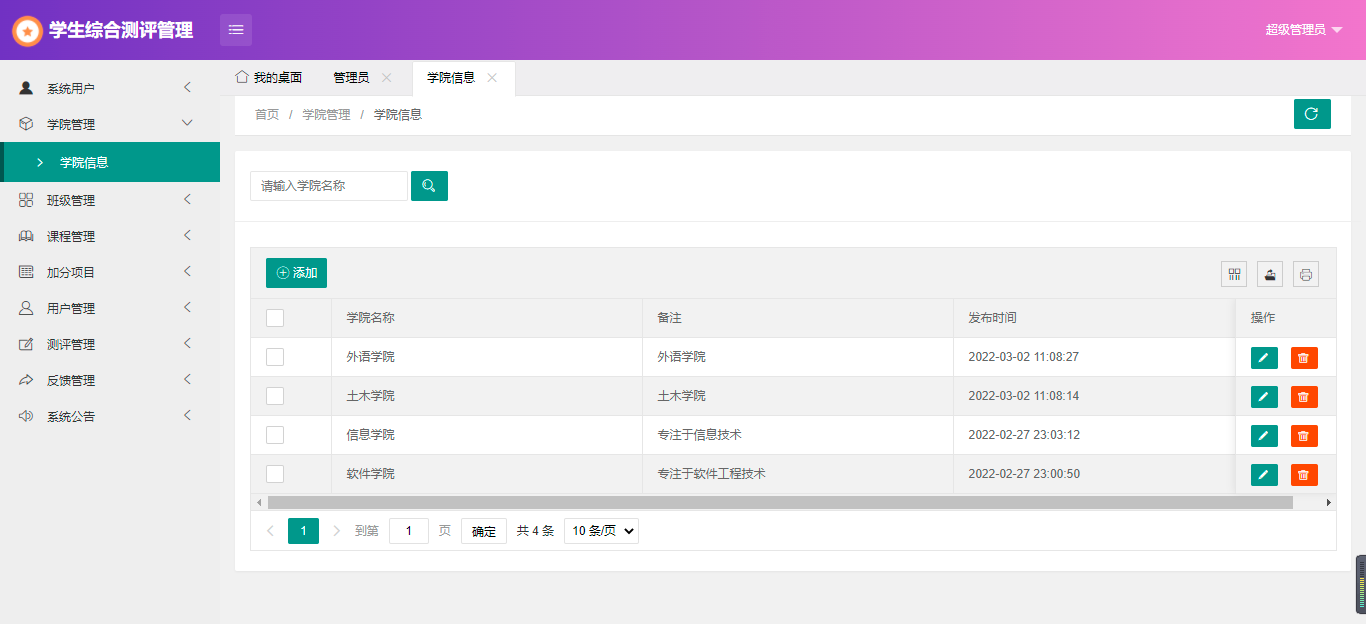 学生综合测评管理
超级管理员
系统用户
学院管理
学院信息
班级管理
课程管理
加分项目
用户管理
测评管理
反馈管理
系统公告
我的桌面 管理员 学院信息
首页 / 学院管理 / 学院信息
请输入学院名称
添加
学院名称 备注 发布时间 操作
外语学院 外语学院 2022-03-02 11:08:27
土木学院 土木学院 2022-03-02 11:08:14
信息学院 专注于信息技术 2022-02-27 23:03:12
软件学院 专注于软件工程技术 2022-02-27 23:00:50
1 到第 1 页 确定 共 4 条 10 条/页